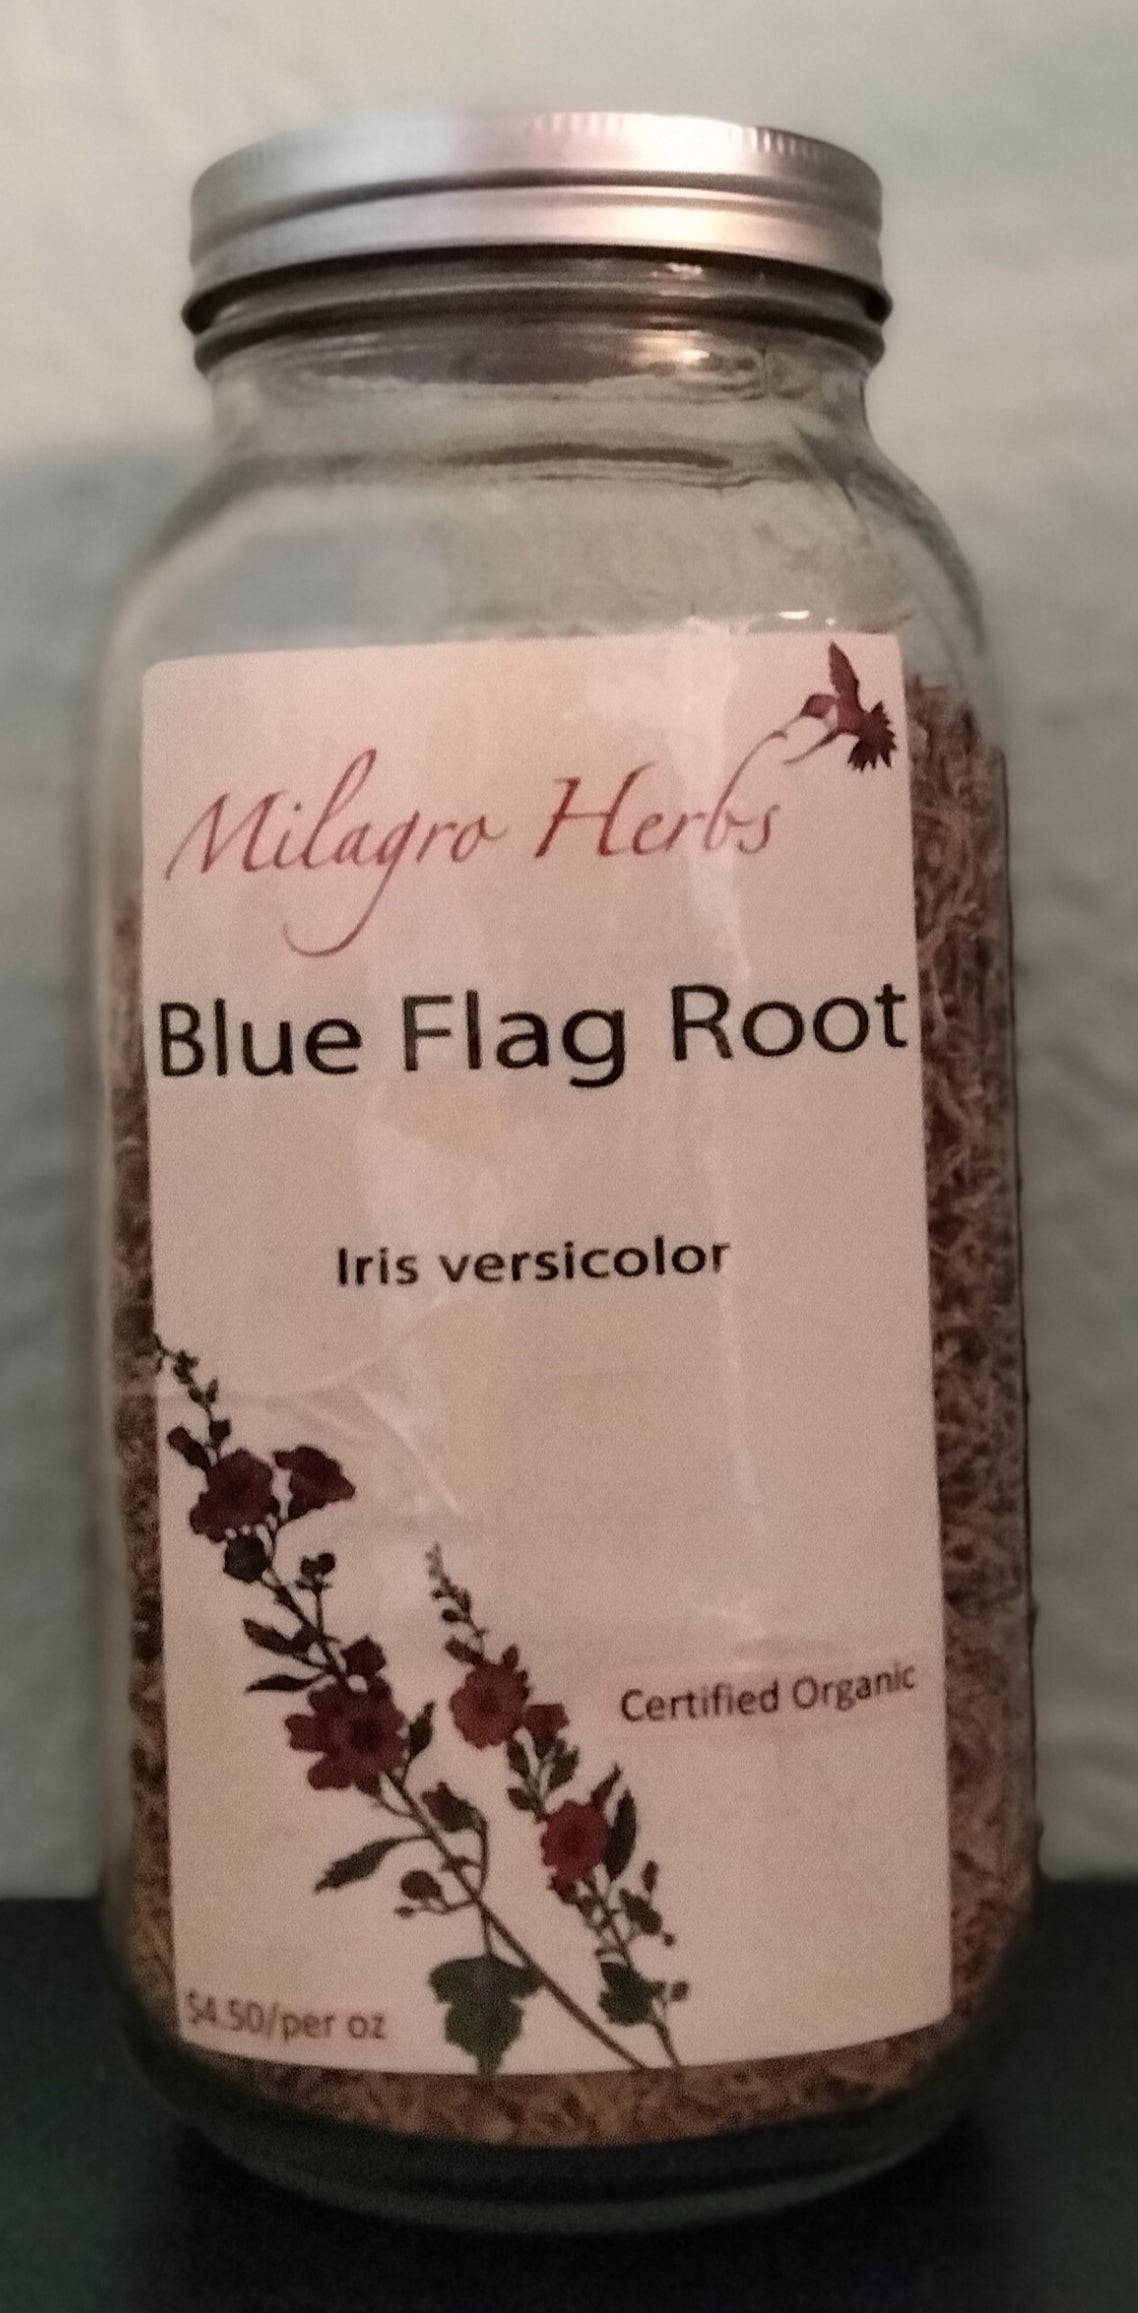 Milagro Herbs
Blue Flag Root
Iris versicolor
Certified Organic
$4.50/per oz